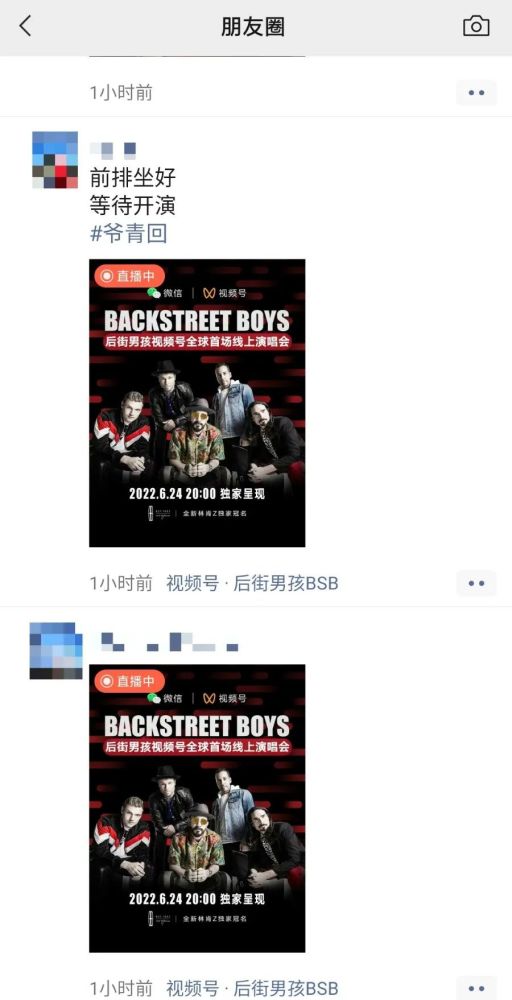 朋友圈
1小时前
前排坐好
等待开演
#爷青回
直播中
微信 | 视频号
BACKSTREET BOYS
后街男孩视频号全球首场线上演唱会
2022.6.24 20:00 独家呈现
全新林肯Z独家冠名
1小时前 视频号 · 后街男孩BSB
直播中
微信 | 视频号
BACKSTREET BOYS
后街男孩视频号全球首场线上演唱会
2022.6.24 20:00 独家呈现
全新林肯Z独家冠名
1小时前 视频号 · 后街男孩BSB